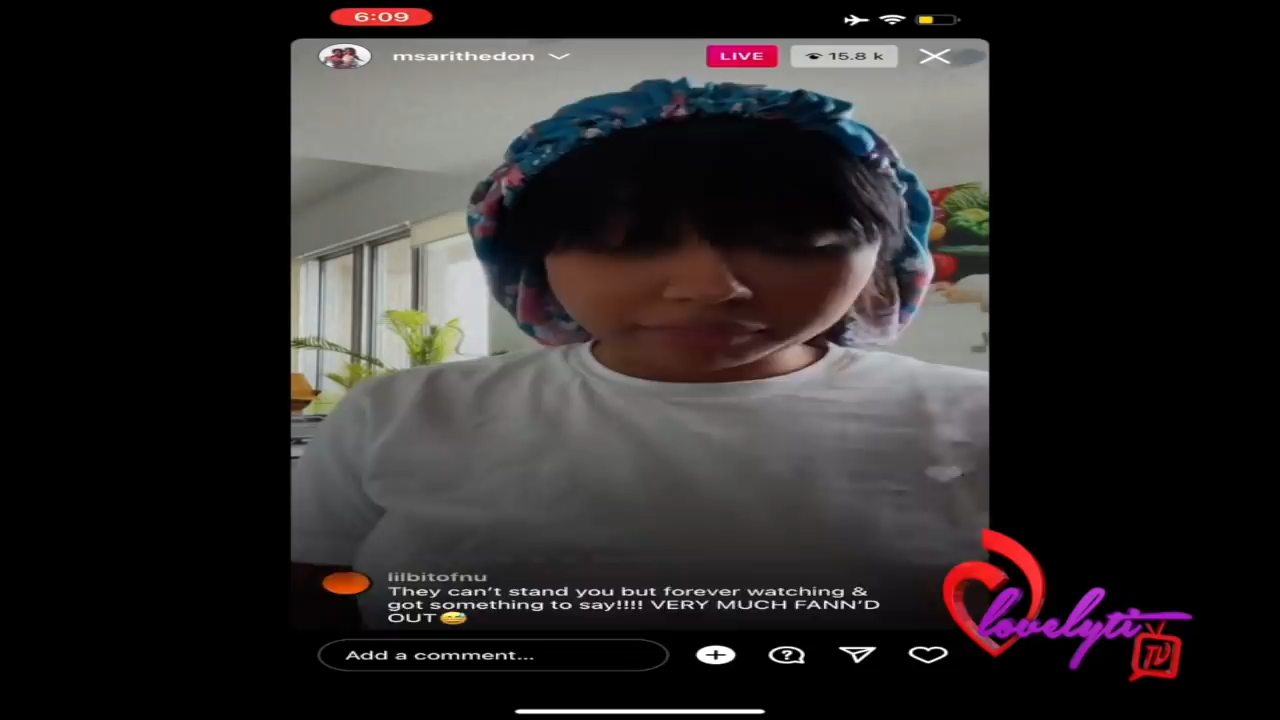 6:09
msarithedon
LIVE
15.8 k
lilbitofnu
They can't stand you but forever watching &
got something to say!!!! VERY MUCH FANN'D
OUT😅
Add a comment...
lovelyti
TV